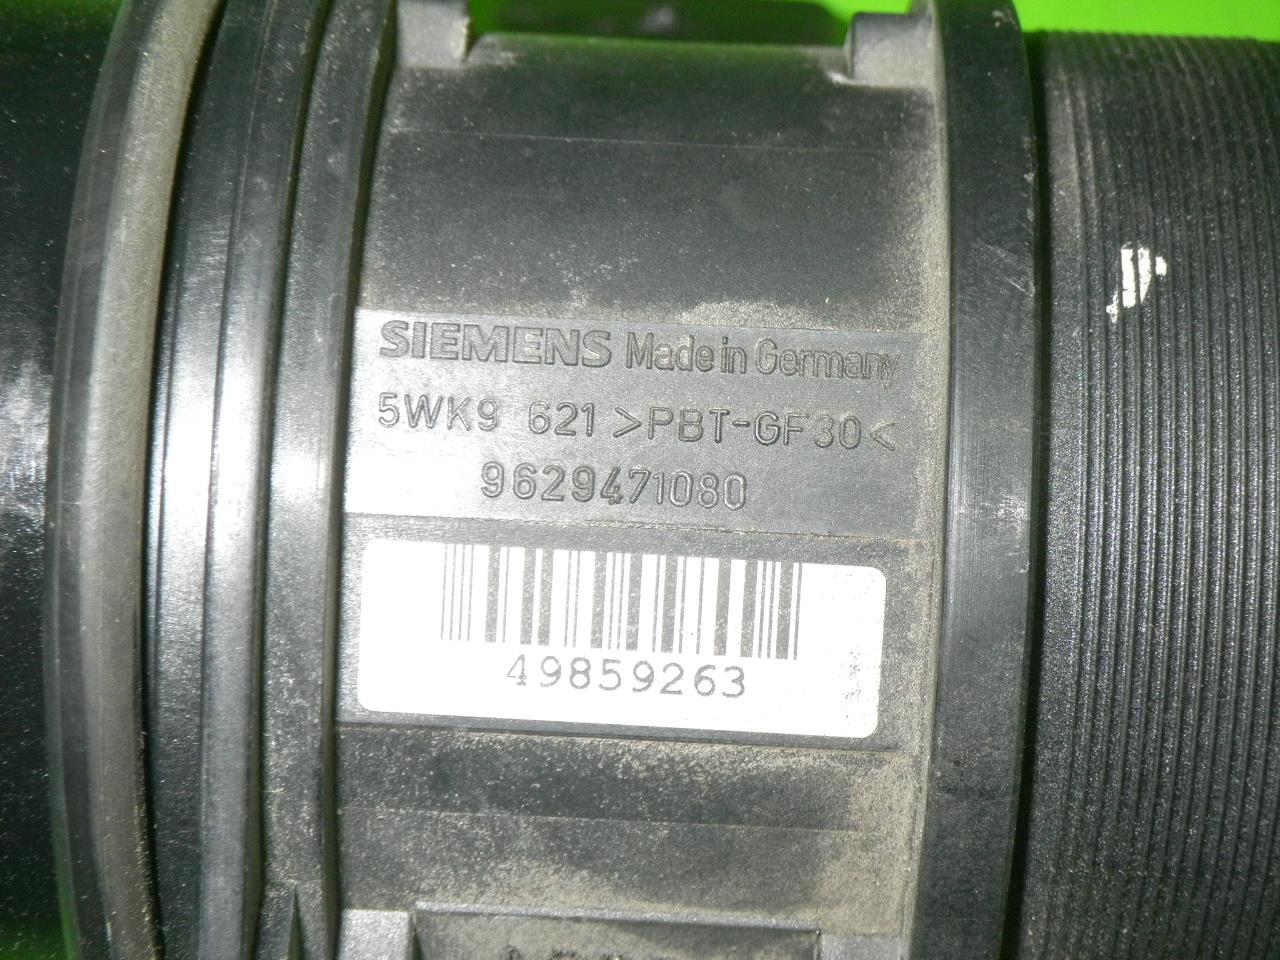 SIEMENS Made in Germany
5WK9 621 >PBT-GF30<
9629471080
49859263